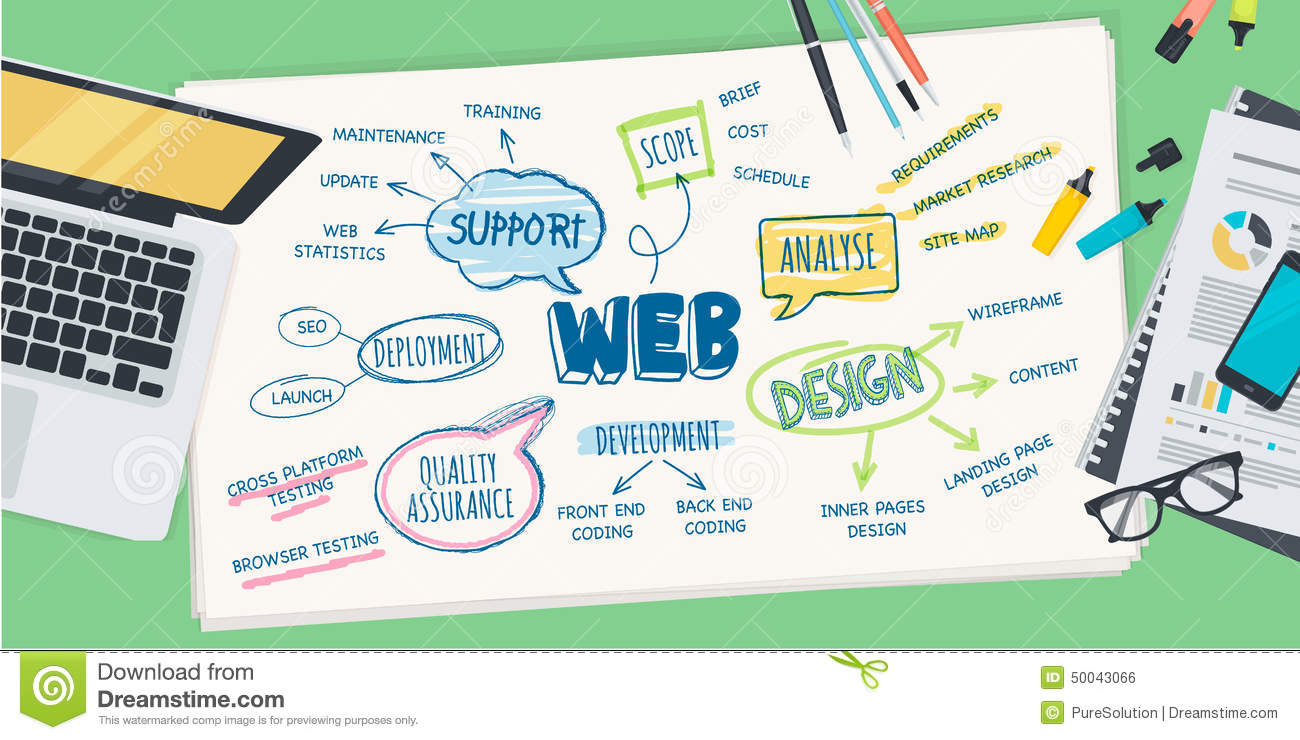 TRAINING
MAINTENANCE
UPDATE
WEB
STATISTICS
SUPPORT
SCOPE
BRIEF
COST
SCHEDULE
ANALYSE
REQUIREMENTS
MARKET RESEARCH
SITE MAP
WEB
SEO
LAUNCH
DEPLOYMENT
DESIGN
WIREFRAME
CONTENT
LANDING PAGE
DESIGN
INNER PAGES
DESIGN
DEVELOPMENT
FRONT END
CODING
BACK END
CODING
QUALITY
ASSURANCE
CROSS PLATFORM
TESTING
BROWSER TESTING
dreamstime
Download from
Dreamstime.com
This watermarked comp image is for previewing purposes only.
ID 50043066
© PureSolution | Dreamstime.com